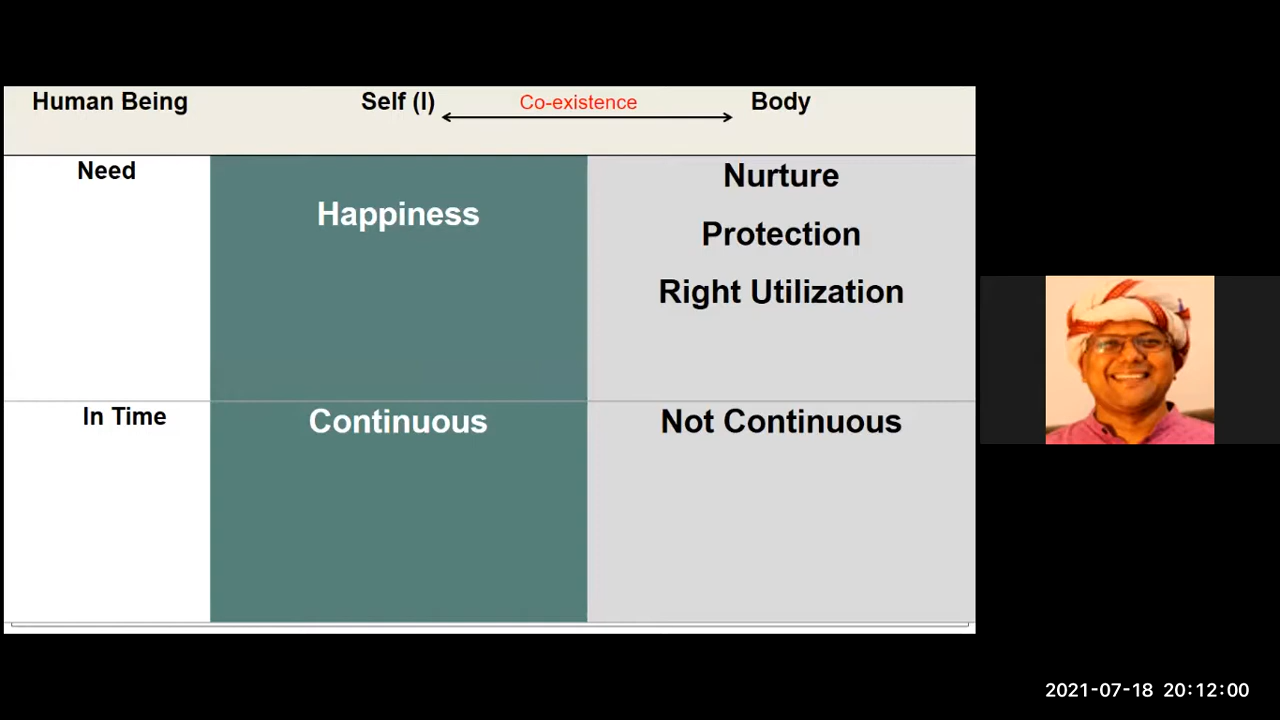 Human Being
Self (I)
Co-existence
Body
Need
Happiness
Nurture
Protection
Right Utilization
In Time
Continuous
Not Continuous
2021-07-18 20:12:00